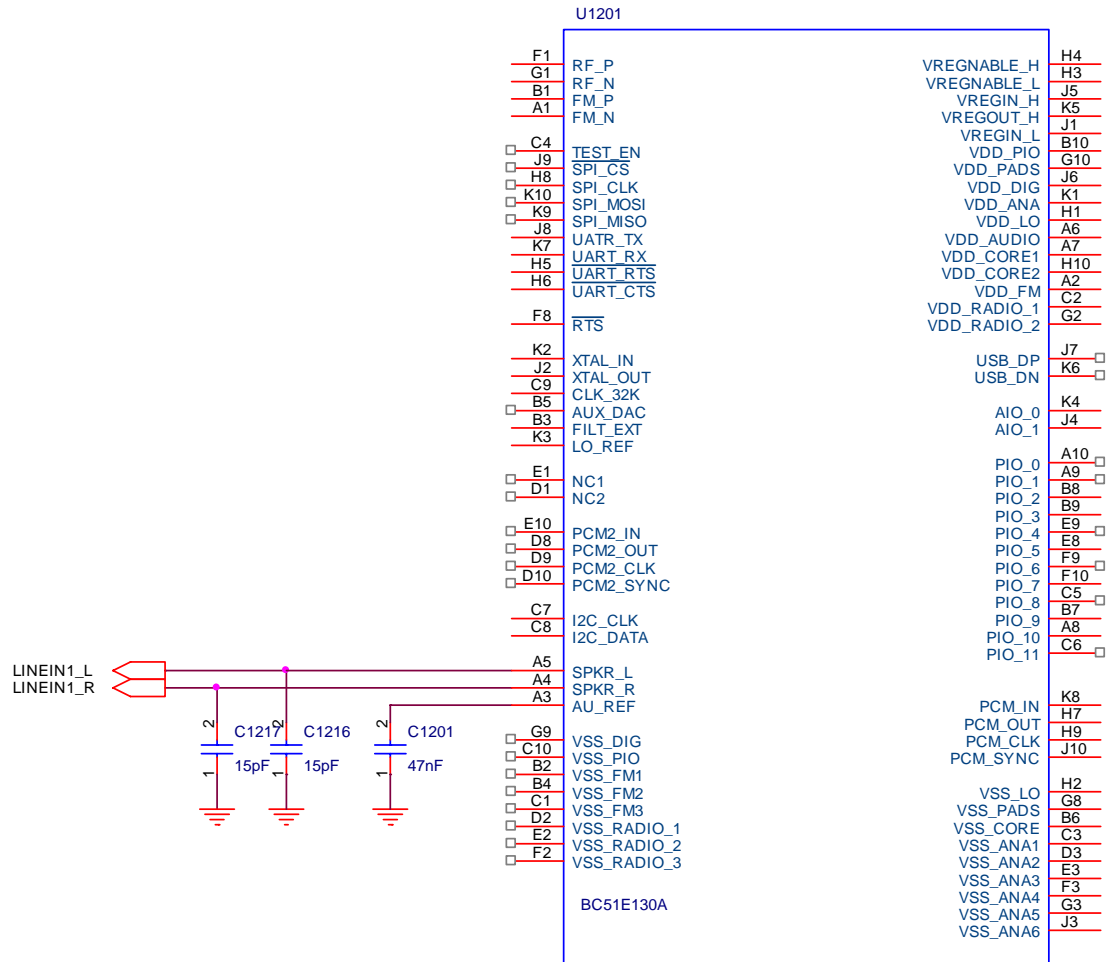 U1201
F1 RF_P VREGNABLE_H H4
G1 RF_N VREGNABLE_L H3
B1 FM_P VREGIN_H J5
A1 FM_N VREGOUT_H K5
VREGIN_L J1
C4 TEST_EN VDD_PIO B10
J9 SPI_CS VDD_PADS G10
H8 SPI_CLK VDD_DIG J6
K10 SPI_MOSI VDD_ANA K1
K9 SPI_MISO VDD_LO H1
J8 UATR_TX VDD_AUDIO A6
K7 UART_RX VDD_CORE1 A7
H5 UART_RTS VDD_CORE2 H10
H6 UART_CTS VDD_FM A2
VDD_RADIO_1 C2
F8 RTS VDD_RADIO_2 G2
K2 XTAL_IN USB_DP J7
J2 XTAL_OUT USB_DN K6
C9 CLK_32K
B5 AUX_DAC AIO_0 K4
B3 FILT_EXT AIO_1 J4
K3 LO_REF
PIO_0 A10
E1 NC1 PIO_1 A9
D1 NC2 PIO_2 B8
PIO_3 B9
E10 PCM2_IN PIO_4 E9
D8 PCM2_OUT PIO_5 E8
D9 PCM2_CLK PIO_6 F9
D10 PCM2_SYNC PIO_7 F10
PIO_8 C5
C7 I2C_CLK PIO_9 B7
C8 I2C_DATA PIO_10 A8
PIO_11 C6
LINEIN1_L A5 SPKR_L
LINEIN1_R A4 SPKR_R
A3 AU_REF PCM_IN K8
PCM_OUT H7
2 C1217 2 C1216 2 C1201 G9 VSS_DIG PCM_CLK H9
1 15pF 1 15pF 1 47nF C10 VSS_PIO PCM_SYNC J10
B2 VSS_FM1
B4 VSS_FM2 VSS_LO H2
C1 VSS_FM3 VSS_PADS G8
D2 VSS_RADIO_1 VSS_CORE B6
E2 VSS_RADIO_2 VSS_ANA1 C3
F2 VSS_RADIO_3 VSS_ANA2 D3
VSS_ANA3 E3
VSS_ANA4 F3
BC51E130A VSS_ANA5 G3
VSS_ANA6 J3